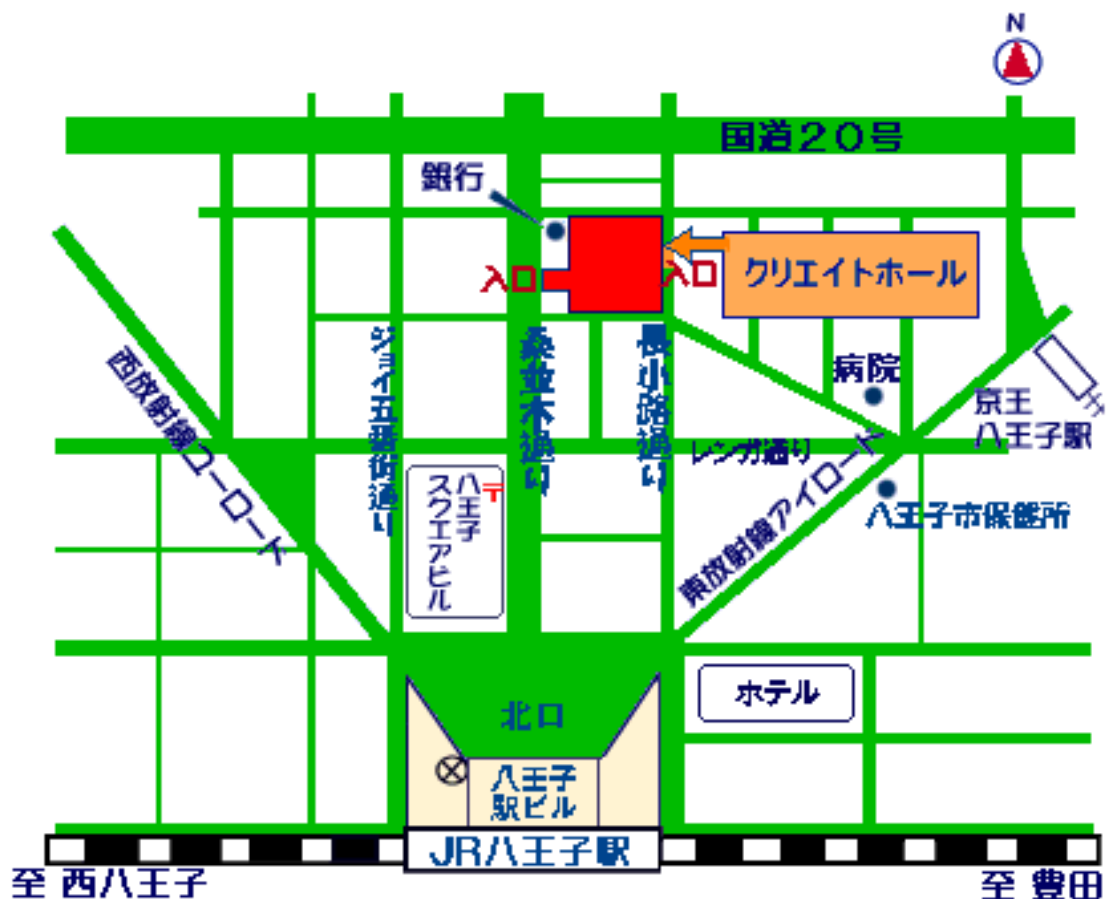 N
国道20号
銀行
入口
入口
クリエイトホール
西放射線ユーロード
ジョイ五番街通り
桑並木通り
長小路通り
病院
京王
八王子駅
レンガ通り
東放射線アイロード
八王子市保健所
八王子
スクエアビル
〒
ホテル
北口
八王子
駅ビル
JR八王子駅
至 西八王子
至 豊田